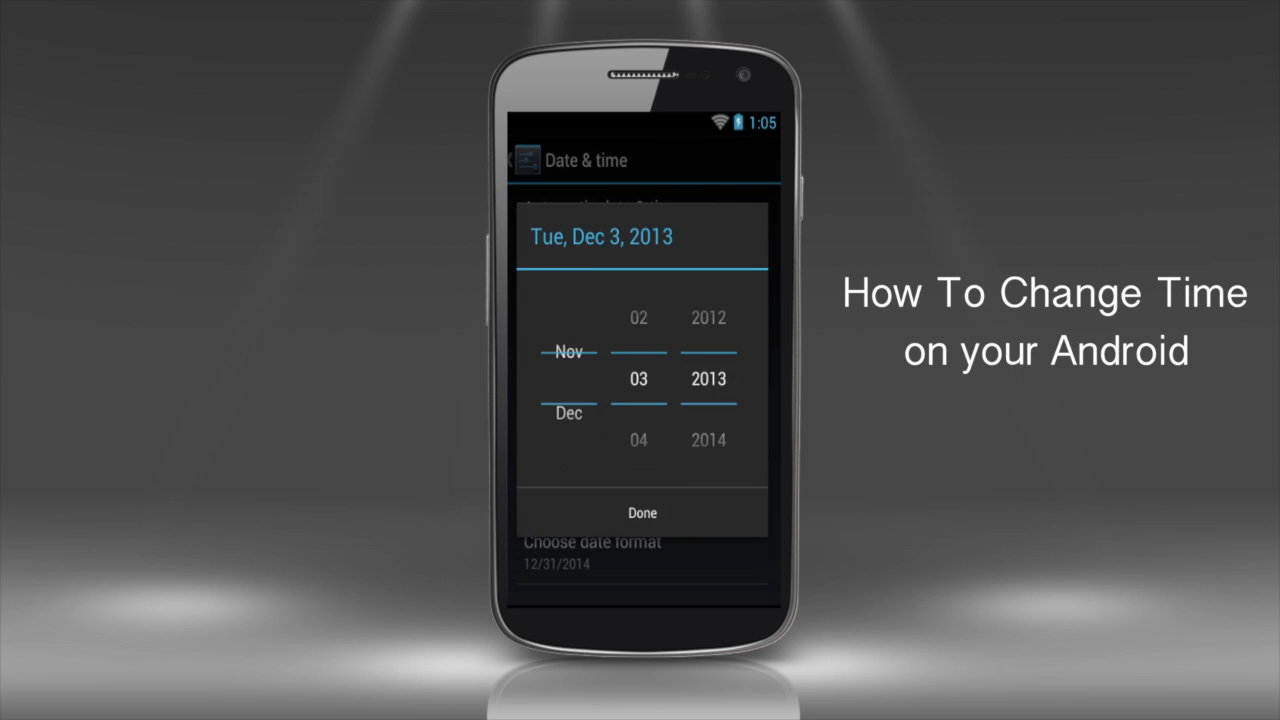 1:05
Date & time
Tue, Dec 3, 2013
02 2012
Nov
03 2013
Dec
04 2014
Done
Choose date format
12/31/2014
How To Change Time
on your Android